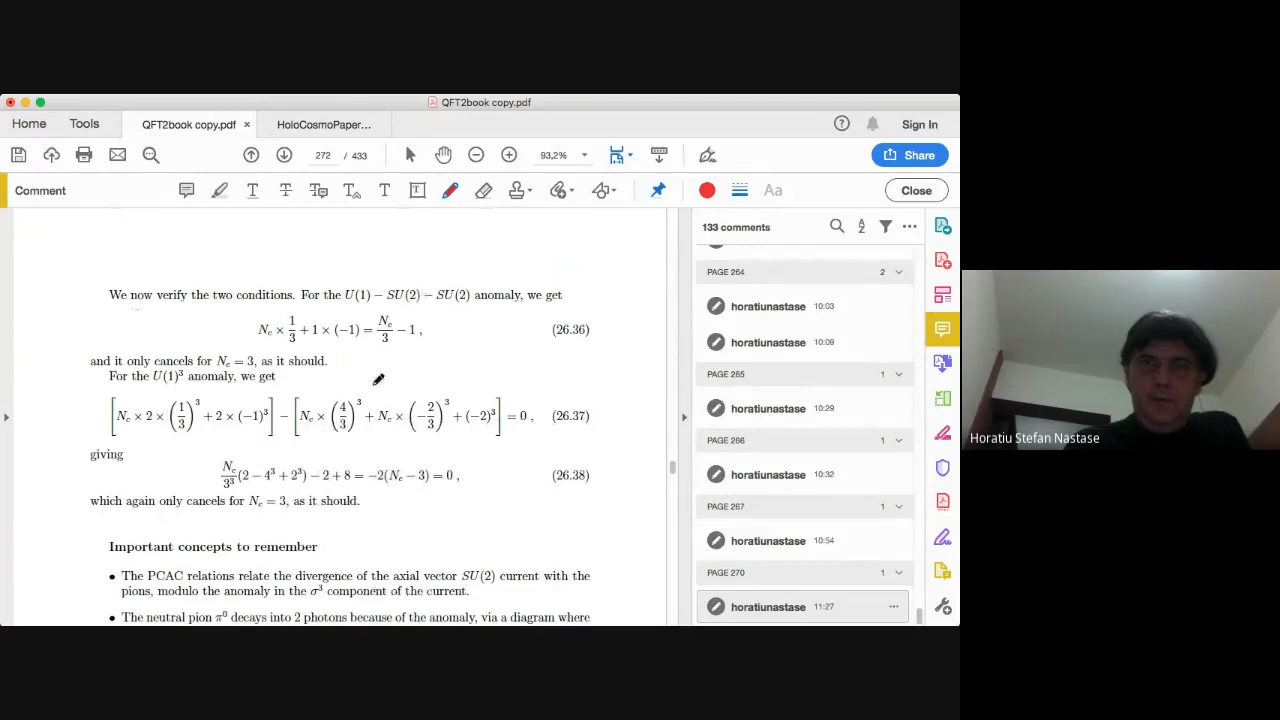 QFT2book copy.pdf
Home Tools QFT2book copy.pdf × HoloCosmoPaper... Sign In
272 / 433 93,2% Share
Comment Aa Close
133 comments
We now verify the two conditions. For the U(1) − SU(2) − SU(2) anomaly, we get
N_c × 1/3 + 1 × (−1) = N_c/3 − 1 , (26.36)
and it only cancels for N_c = 3, as it should.
For the U(1)³ anomaly, we get
[N_c × 2 × (1/3)³ + 2 × (−1)³] − [N_c × (4/3)³ + N_c × (−2/3)³ + (−2)³] = 0 , (26.37)
giving
N_c/3³ (2 − 4³ + 2³) − 2 + 8 = −2(N_c − 3) = 0 , (26.38)
which again only cancels for N_c = 3, as it should.
Important concepts to remember
• The PCAC relations relate the divergence of the axial vector SU(2) current with the
pions, modulo the anomaly in the σ³ component of the current.
• The neutral pion π⁰ decays into 2 photons because of the anomaly, via a diagram where
PAGE 264 2
horatiunastase 10:03
horatiunastase 10:09
PAGE 265 1
horatiunastase 10:29
PAGE 266 1
horatiunastase 10:32
PAGE 267 1
horatiunastase 10:54
PAGE 270 1
horatiunastase 11:27
Horatiu Stefan Nastase